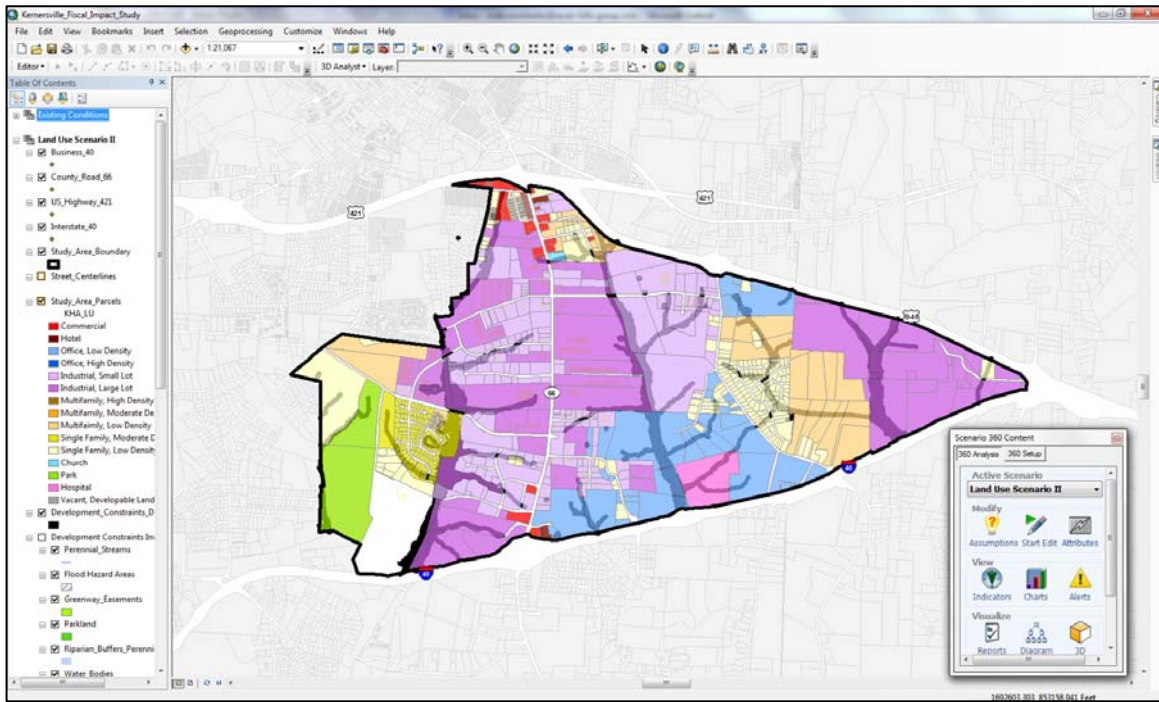 Kernersville_Fiscal_Impact_Study
File Edit View Bookmarks Insert Selection Geoprocessing Customize Windows Help
1:21,067
Editor 3D Analyst Layer:
Table Of Contents
Existing Conditions
Land Use Scenario II
Business_40
County_Road_66
US_Highway_421
Interstate_40
Study_Area_Boundary
Street_Centerlines
Study_Area_Parcels
KHA_LU
Commercial
Hotel
Office, Low Density
Office, High Density
Industrial, Small Lot
Industrial, Large Lot
Multifamily, High Density
Multifamily, Moderate De
Multifaimly, Low Density
Single Family, Moderate D
Single Family, Low Density
Church
Park
Hospital
Vacant, Developable Land
Development_Constraints_D
Development Constraints In
Perennial_Streams
Flood Hazard Areas
Greenway_Easements
Parkland
Riparian_Buffers_Perenni
Water_Bodies
421
421
66
40
40
Scenario 360 Content
360 Analysis 360 Setup
Active Scenario
Land Use Scenario II
Modify
Assumptions Start Edit Attributes
View
Indicators Charts Alerts
Visualize
Reports Diagram 3D
1692603.303 853158.941 Feet